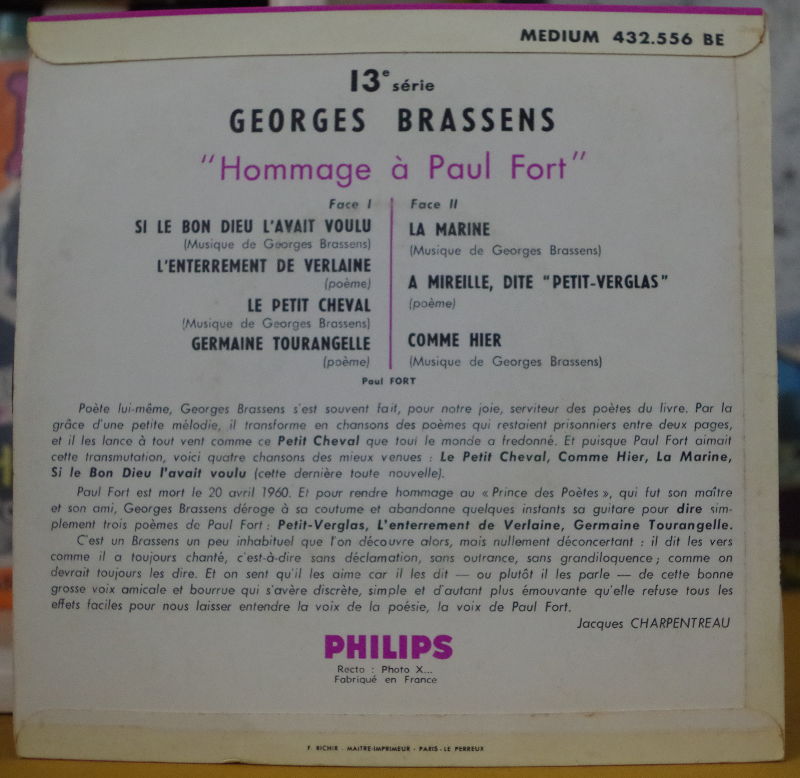 MEDIUM 432.556 BE
13e série
GEORGES BRASSENS
"Hommage à Paul Fort"
Face I
SI LE BON DIEU L'AVAIT VOULU
(Musique de Georges Brassens)
L'ENTERREMENT DE VERLAINE
(poème)
LE PETIT CHEVAL
(Musique de Georges Brassens)
GERMAINE TOURANGELLE
(poème)
Face II
LA MARINE
(Musique de Georges Brassens)
A MIREILLE, DITE "PETIT-VERGLAS"
(poème)
COMME HIER
(Musique de Georges Brassens)
Paul FORT
Poète lui-même, Georges Brassens s'est souvent fait, pour notre joie, serviteur des poètes du livre. Par la
grâce d'une petite mélodie, il transforme en chansons des poèmes qui restaient prisonniers entre deux pages,
et il les lance à tout vent comme ce Petit Cheval que tout le monde a fredonné. Et puisque Paul Fort aimait
cette transmutation, voici quatre chansons des mieux venues : Le Petit Cheval, Comme Hier, La Marine,
Si le Bon Dieu l'avait voulu (cette dernière toute nouvelle).
Paul Fort est mort le 20 avril 1960. Et pour rendre hommage au « Prince des Poètes », qui fut son maître
et son ami, Georges Brassens déroge à sa coutume et abandonne quelques instants sa guitare pour dire sim-
plement trois poèmes de Paul Fort : Petit-Verglas, L'enterrement de Verlaine, Germaine Tourangelle.
C'est un Brassens un peu inhabituel que l'on découvre alors, mais nullement déconcertant : il dit les vers
comme il a toujours chanté, c'est-à-dire sans déclamation, sans outrance, sans grandiloquence ; comme on
devrait toujours les dire. Et on sent qu'il les aime car il les dit — ou plutôt il les parle — de cette bonne
grosse voix amicale et bourrue qui s'avère discrète, simple et d'autant plus émouvante qu'elle refuse tous les
effets faciles pour nous laisser entendre la voix de la poésie, la voix de Paul Fort.
Jacques CHARPENTREAU
PHILIPS
Recto : Photo X...
Fabriqué en France
F. RICHIR - MAITRE-IMPRIMEUR - PARIS - LE PERREUX